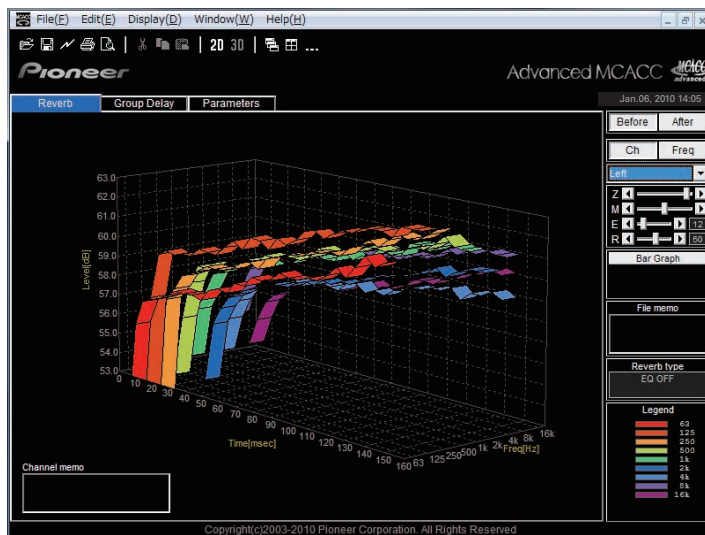 File(F) Edit(E) Display(D) Window(W) Help(H)
2D 3D ...
Pioneer
Advanced MCACC MCACC advanced
Reverb Group Delay Parameters
Jan.06, 2010 14:05
Before After
Ch Freq
Left
Z
M
E 12
R 50
Bar Graph
File memo
Reverb type
EQ OFF
Legend
63
125
250
500
1k
2k
4k
8k
16k
Level[dB]
63.0
62.0
61.0
60.0
59.0
58.0
57.0
56.0
55.0
54.0
53.0
0 10 20 30 40 50 60 70 80 90 100 110 120 130 140 150 160
Time[msec]
63 125 250 500 1k 2k 4k 8k 16k
Freq[Hz]
Channel memo
Copyright(c)2003-2010 Pioneer Corporation. All Rights Reserved